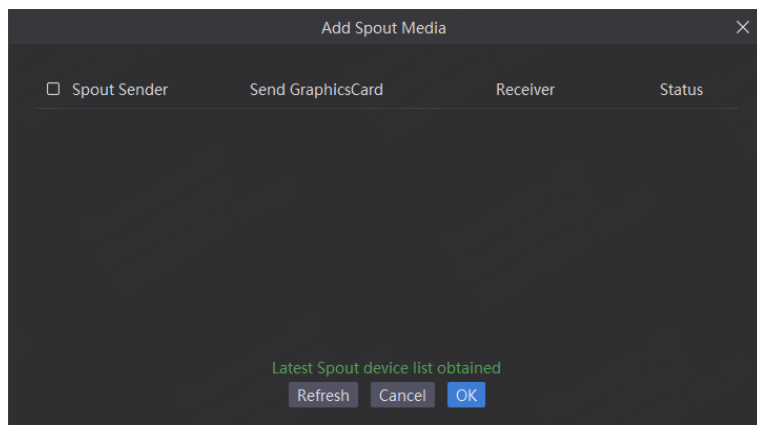 Add Spout Media
Spout Sender Send GraphicsCard Receiver Status
Latest Spout device list obtained
Refresh Cancel OK